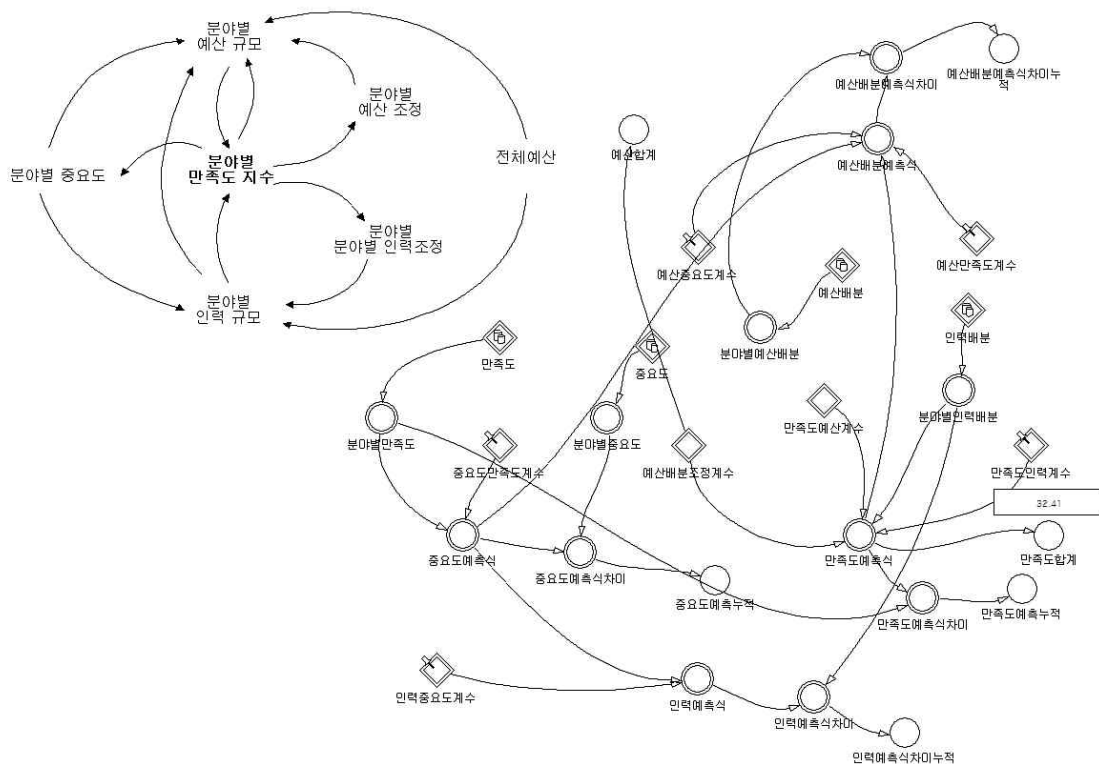 분야별
예산 규모
분야별
예산 조정
전체예산
분야별 중요도
분야별
만족도 지수
분야별
분야별 인력조정
분야별
인력 규모
예산배분예측식차이
예산배분예측식차이누
적
예산합계
예산배분예측식
예산중요도계수
예산만족도계수
예산배분
분야별예산배분
인력배분
만족도
중요도
만족도예산계수
분야별인력배분
분야별만족도
중요도만족도계수
분야별중요도
예산배분조정계수
만족도인력계수
32.41
중요도예측식
중요도예측식차이
중요도예측누적
만족도예측식
만족도합계
만족도예측식차이
만족도예측누적
인력중요도계수
인력예측식
인력예측식차이
인력예측식차이누적